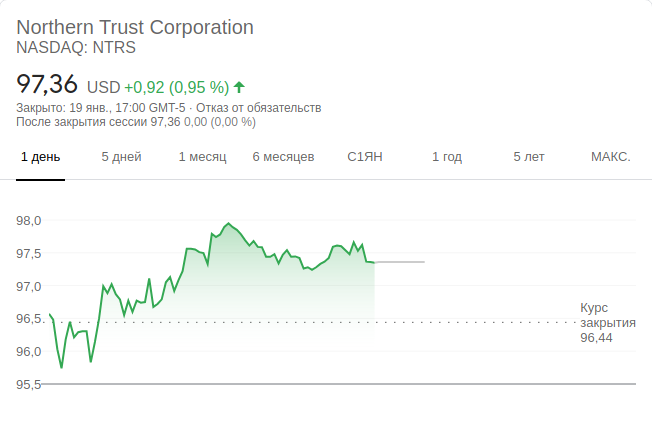 Northern Trust Corporation
NASDAQ: NTRS
97,36 USD +0,92 (0,95 %)
Закрыто: 19 янв., 17:00 GMT-5 · Отказ от обязательств
После закрытия сессии 97,36 0,00 (0,00 %)
1 день 5 дней 1 месяц 6 месяцев С1ЯН 1 год 5 лет МАКС.
98,0
97,5
97,0
96,5
96,0
95,5
Курс
закрытия
96,44